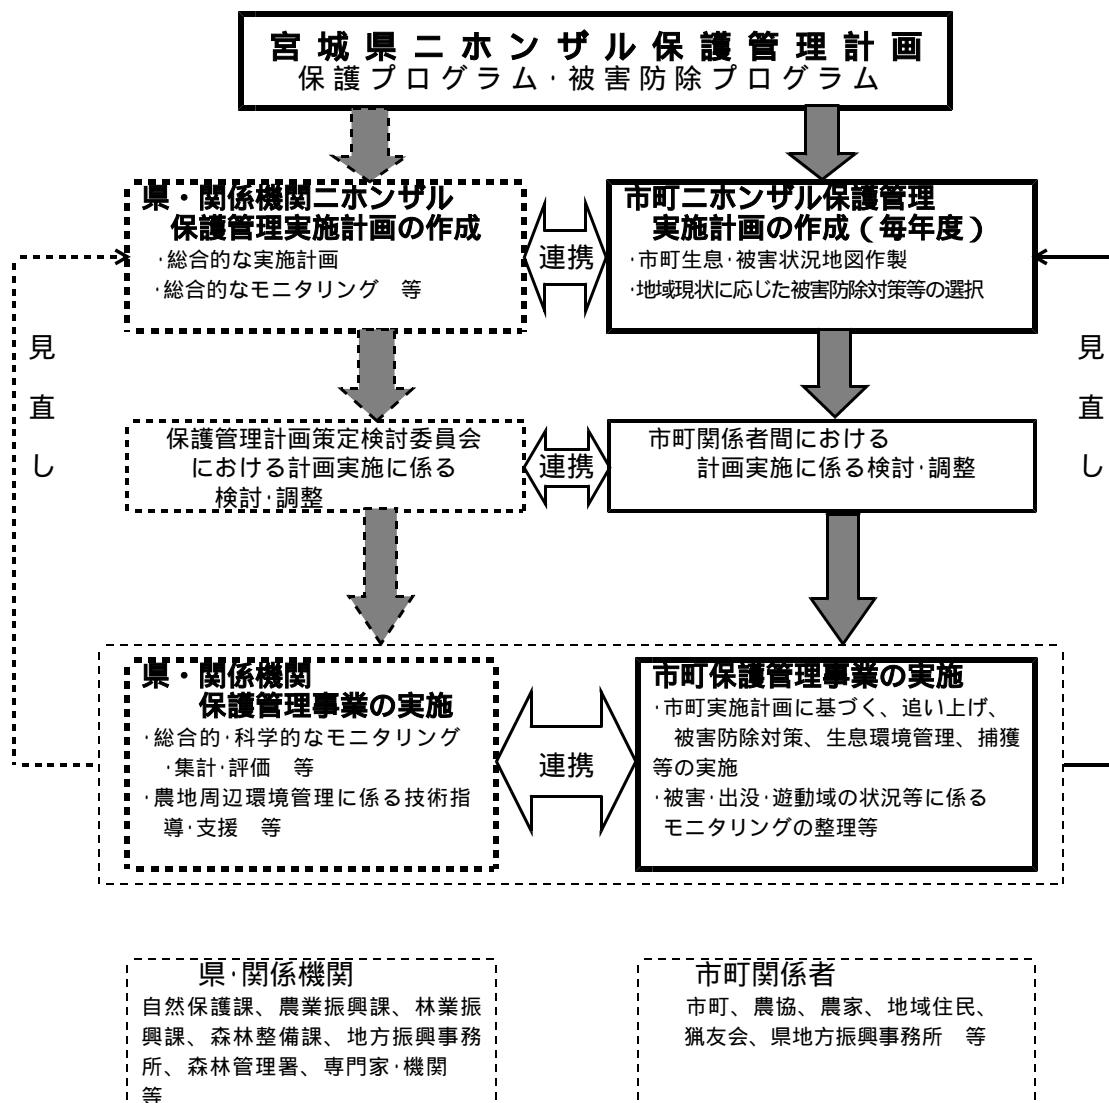 宮城県ニホンザル保護管理計画
保護プログラム・被害防除プログラム
県・関係機関ニホンザル
保護管理実施計画の作成
・総合的な実施計画
・総合的なモニタリング　等
連携
市町ニホンザル保護管理
実施計画の作成（毎年度）
・市町生息・被害状況地図作製
・地域現状に応じた被害防除対策等の選択
見
直
し
見
直
し
保護管理計画策定検討委員会
における計画実施に係る
検討・調整
連携
市町関係者間における
計画実施に係る検討・調整
県・関係機関
保護管理事業の実施
・総合的・科学的なモニタリング
・集計・評価　等
・農地周辺環境管理に係る技術指
導・支援　等
連携
市町保護管理事業の実施
・市町実施計画に基づく、追い上げ、
被害防除対策、生息環境管理、捕獲
等の実施
・被害・出没・遊動域の状況等に係る
モニタリングの整理等
県・関係機関
自然保護課、農業振興課、林業振
興課、森林整備課、地方振興事務
所、森林管理署、専門家・機関
等
市町関係者
市町、農協、農家、地域住民、
猟友会、県地方振興事務所　等